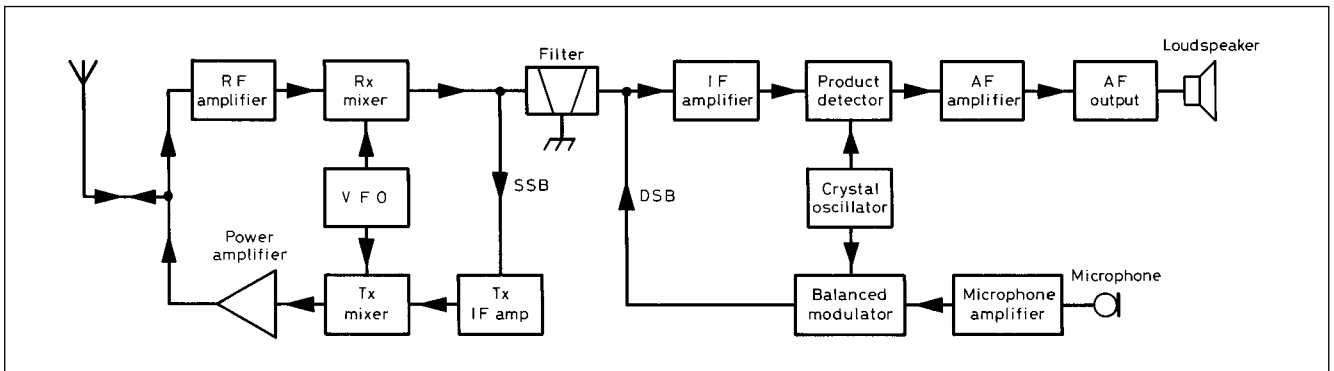 Loudspeaker
Filter
RF
amplifier
Rx
mixer
IF
amplifier
Product
detector
AF
amplifier
AF
output
VFO
SSB
DSB
Crystal
oscillator
Power
amplifier
Tx
mixer
Tx
IF amp
Balanced
modulator
Microphone
amplifier
Microphone